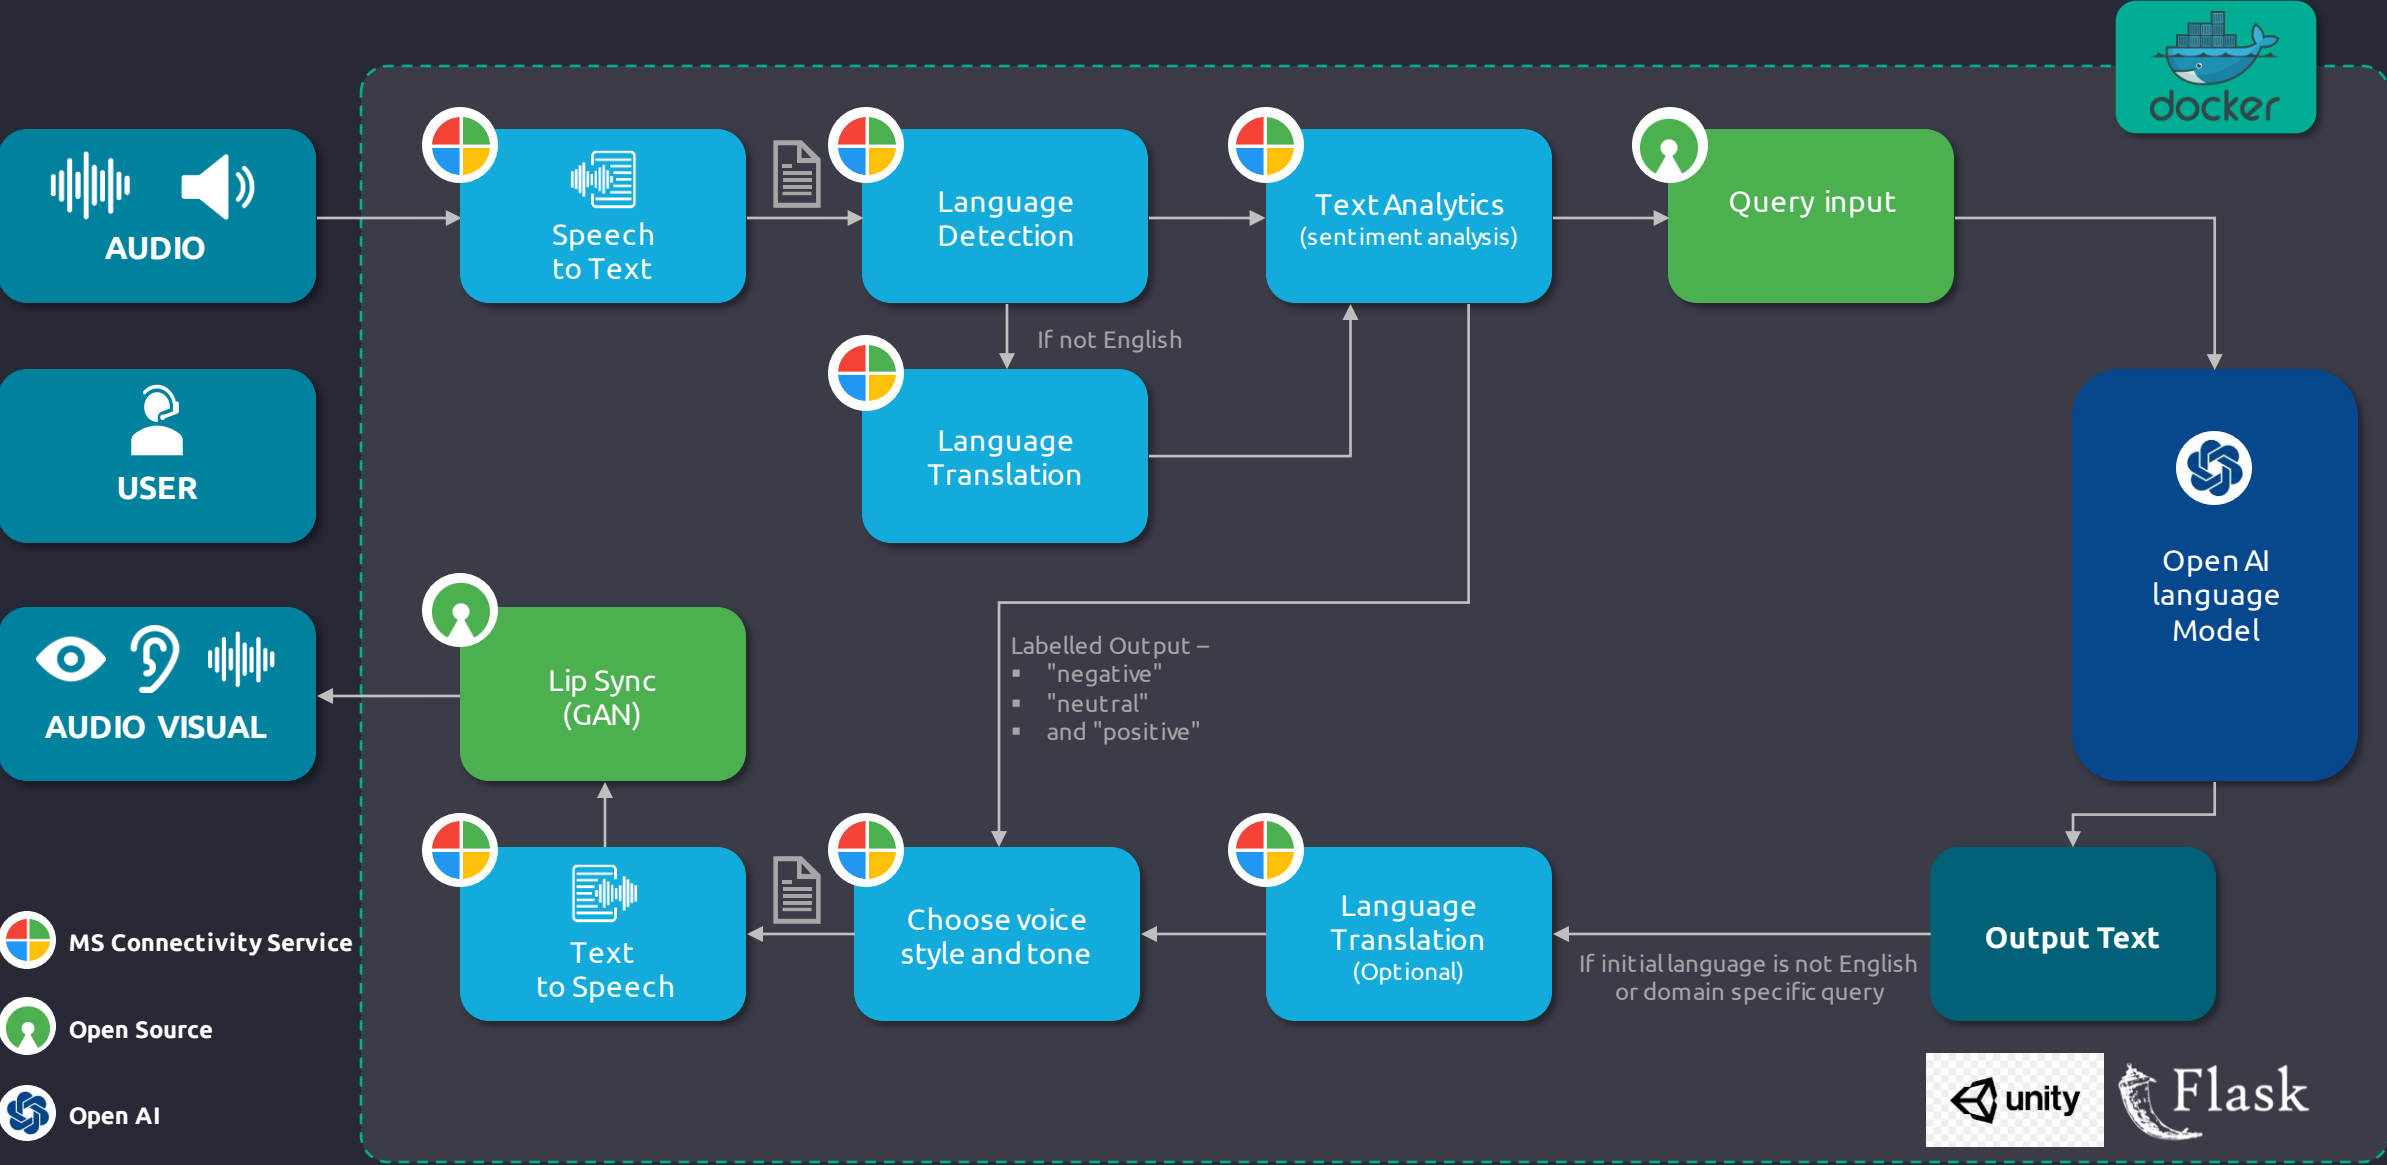 docker
AUDIO
Speech
to Text
Language
Detection
Text Analytics
(sentiment analysis)
Query input
If not English
USER
Language
Translation
Open AI
language
Model
AUDIO VISUAL
Lip Sync
(GAN)
Labelled Output –
▪ "negative"
▪ "neutral"
▪ and "positive"
Text
to Speech
Choose voice
style and tone
Language
Translation
(Optional)
If initial language is not English
or domain specific query
Output Text
MS Connectivity Service
Open Source
Open AI
unity
Flask